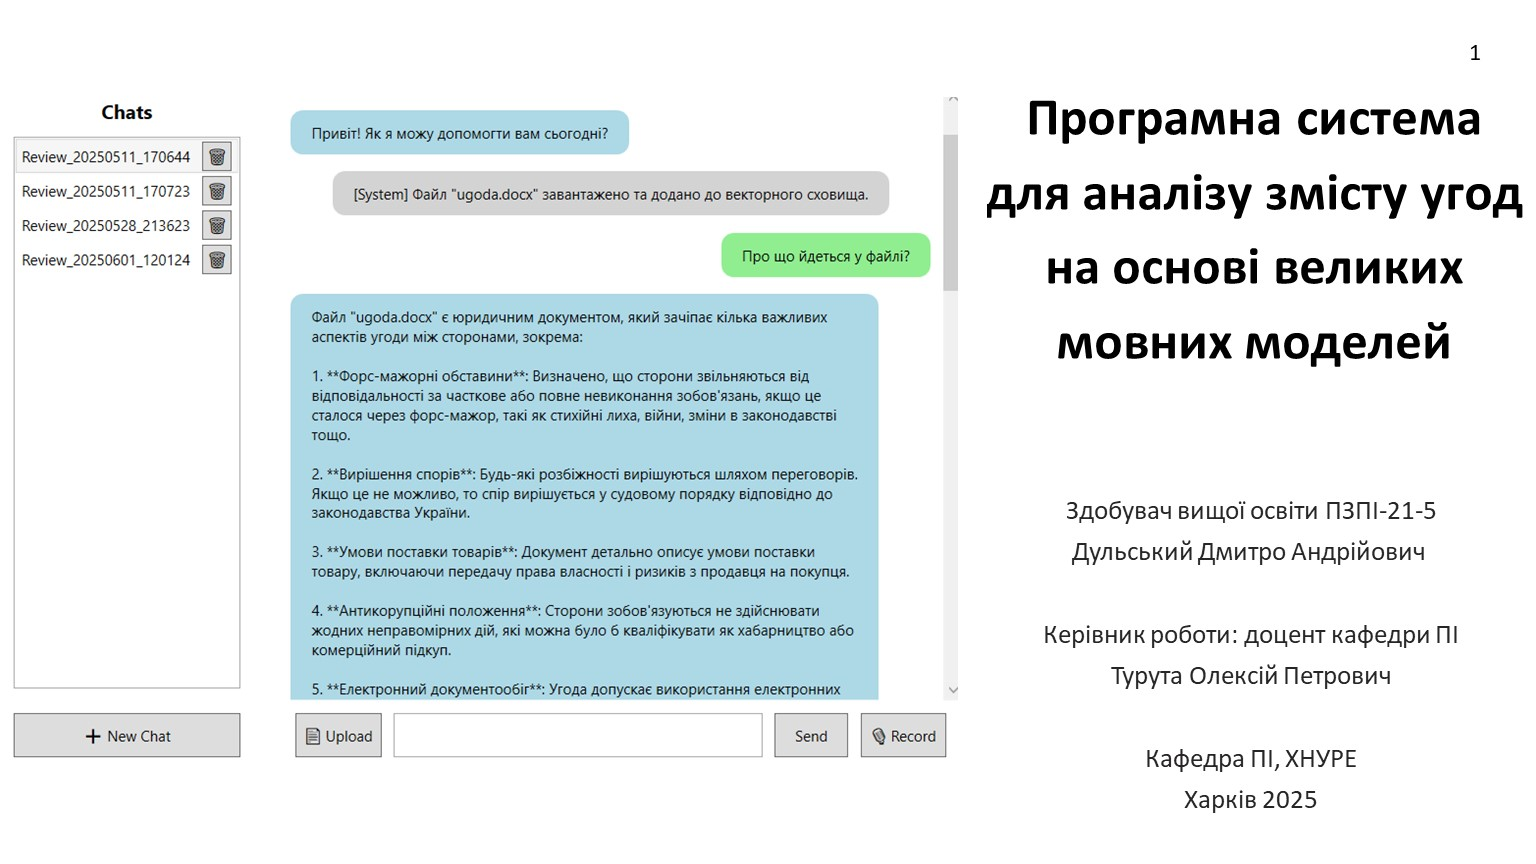 1
Chats
Review_20250511_170644
Review_20250511_170723
Review_20250528_213623
Review_20250601_120124
+ New Chat
Привіт! Як я можу допомогти вам сьогодні?
[System] Файл "ugoda.docx" завантажено та додано до векторного сховища.
Про що йдеться у файлі?
Файл "ugoda.docx" є юридичним документом, який зачіпає кілька важливих
аспектів угоди між сторонами, зокрема:
1. **Форс-мажорні обставини**: Визначено, що сторони звільняються від
відповідальності за часткове або повне невиконання зобов'язань, якщо це
сталося через форс-мажор, такі як стихійні лиха, війни, зміни в законодавстві
тощо.
2. **Вирішення спорів**: Будь-які розбіжності вирішуються шляхом переговорів.
Якщо це не можливо, то спір вирішується у судовому порядку відповідно до
законодавства України.
3. **Умови поставки товарів**: Документ детально описує умови поставки
товару, включаючи передачу права власності і ризиків з продавця на покупця.
4. **Антикорупційні положення**: Сторони зобов'язуються не здійснювати
жодних неправомірних дій, які можна було б кваліфікувати як хабарництво або
комерційний підкуп.
5. **Електронний документообіг**: Угода допускає використання електронних
Upload
Send
Record
Програмна система
для аналізу змісту угод
на основі великих
мовних моделей
Здобувач вищої освіти ПЗПІ-21-5
Дульський Дмитро Андрійович
Керівник роботи: доцент кафедри ПІ
Турута Олексій Петрович
Кафедра ПІ, ХНУРЕ
Харків 2025